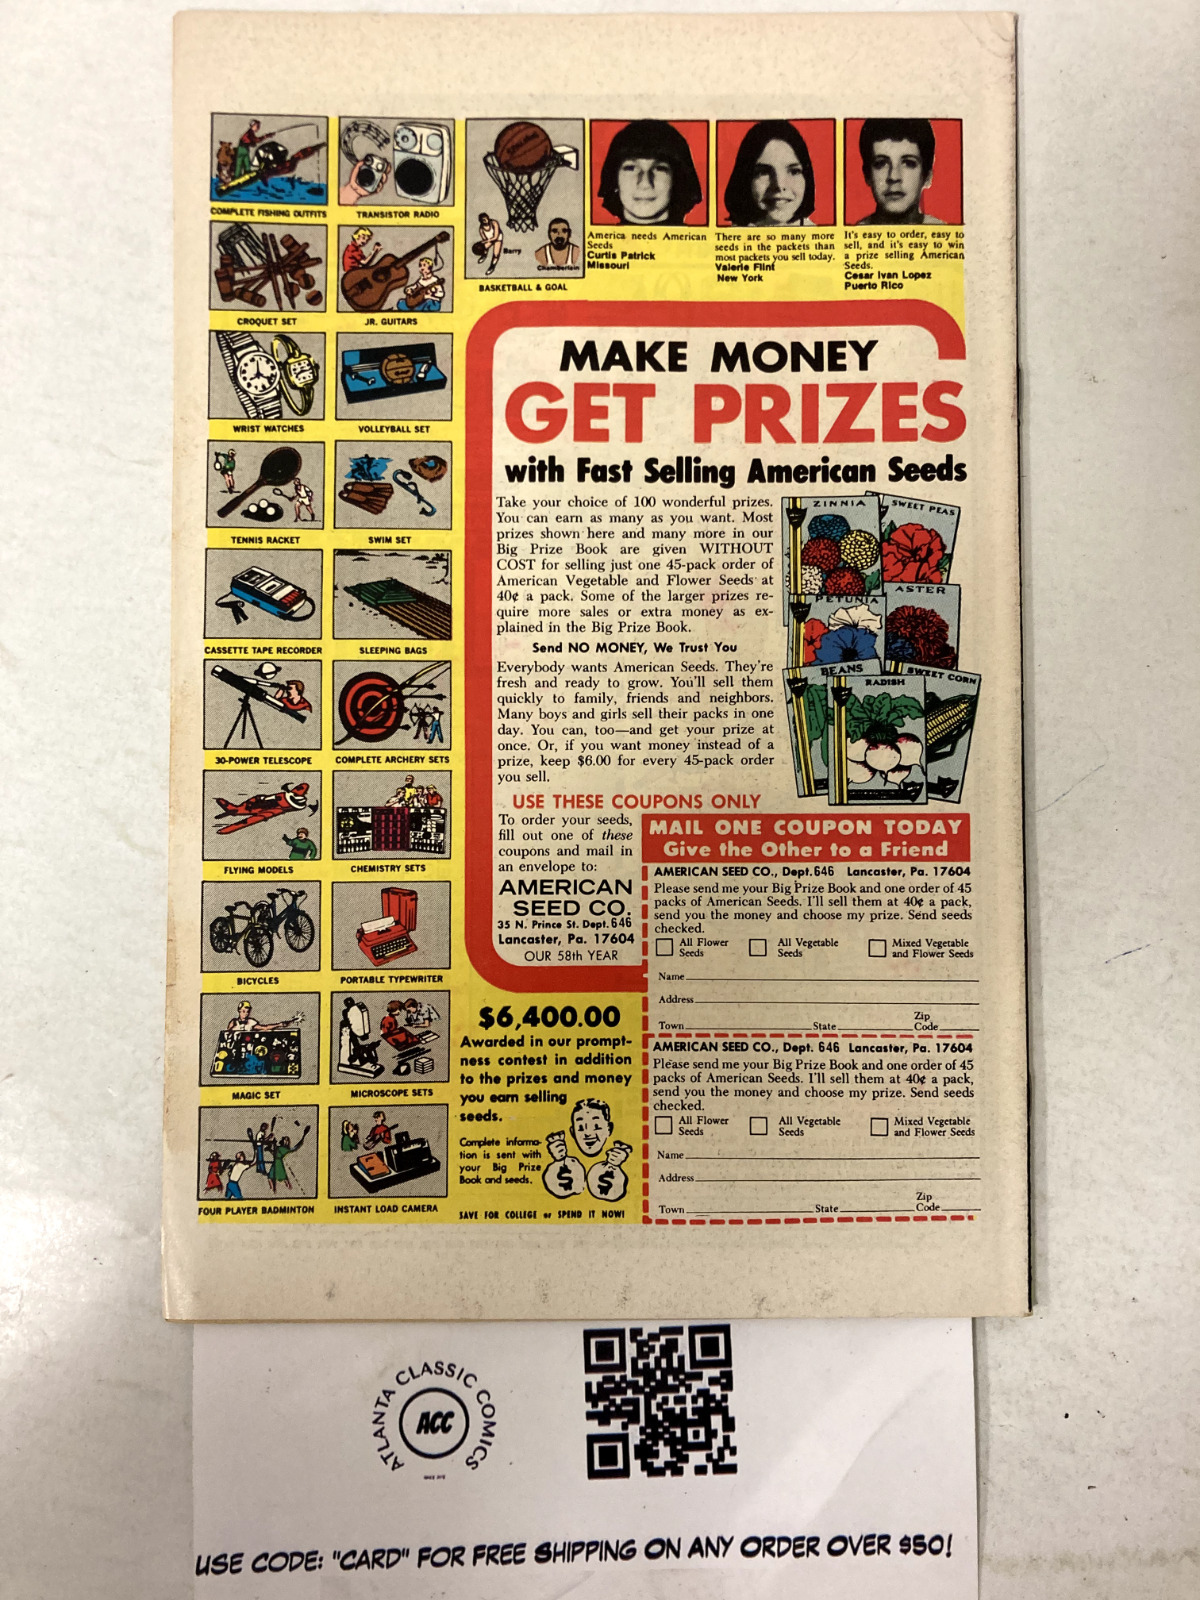 COMPLETE FISHING OUTFITS
TRANSISTOR RADIO
CROQUET SET
JR. GUITARS
WRIST WATCHES
VOLLEYBALL SET
TENNIS RACKET
SWIM SET
CASSETTE TAPE RECORDER
SLEEPING BAGS
30-POWER TELESCOPE
COMPLETE ARCHERY SETS
FLYING MODELS
CHEMISTRY SETS
BICYCLES
PORTABLE TYPEWRITER
MAGIC SET
MICROSCOPE SETS
FOUR PLAYER BADMINTON
INSTANT LOAD CAMERA
Barry
Chamberlain
BASKETBALL & GOAL
America needs American
Seeds
Curtis Patrick
Missouri
There are so many more
seeds in the packets than
most packets you sell today.
Valerie Flint
New York
It's easy to order, easy to
sell, and it's easy to win
a prize selling American
Seeds.
Cesar Ivan Lopez
Puerto Rico
MAKE MONEY
GET PRIZES
with Fast Selling American Seeds
Take your choice of 100 wonderful prizes.
You can earn as many as you want. Most
prizes shown here and many more in our
Big Prize Book are given WITHOUT
COST for selling just one 45-pack order of
American Vegetable and Flower Seeds at
40¢ a pack. Some of the larger prizes re-
quire more sales or extra money as ex-
plained in the Big Prize Book.
Send NO MONEY, We Trust You
Everybody wants American Seeds. They're
fresh and ready to grow. You'll sell them
quickly to family, friends and neighbors.
Many boys and girls sell their packs in one
day. You can, too—and get your prize at
once. Or, if you want money instead of a
prize, keep $6.00 for every 45-pack order
you sell.
ZINNIA
SWEET PEAS
PETUNIA
ASTER
BEANS
RADISH
SWEET CORN
USE THESE COUPONS ONLY
To order your seeds,
fill out one of these
coupons and mail in
an envelope to:
AMERICAN
SEED CO.
35 N. Prince St. Dept. 646
Lancaster, Pa. 17604
OUR 58th YEAR
$6,400.00
Awarded in our prompt-
ness contest in addition
to the prizes and money
you earn selling
seeds.
Complete informa-
tion is sent with
your Big Prize
Book and seeds.
$ $
SAVE FOR COLLEGE or SPEND IT NOW!
MAIL ONE COUPON TODAY
Give the Other to a Friend
AMERICAN SEED CO., Dept. 646 Lancaster, Pa. 17604
Please send me your Big Prize Book and one order of 45
packs of American Seeds. I'll sell them at 40¢ a pack,
send you the money and choose my prize. Send seeds
checked.
All Flower Seeds
All Vegetable Seeds
Mixed Vegetable and Flower Seeds
Name
Address
Town State Zip Code
AMERICAN SEED CO., Dept. 646 Lancaster, Pa. 17604
Please send me your Big Prize Book and one order of 45
packs of American Seeds. I'll sell them at 40¢ a pack,
send you the money and choose my prize. Send seeds
checked.
All Flower Seeds
All Vegetable Seeds
Mixed Vegetable and Flower Seeds
Name
Address
Town State Zip Code
ATLANTA CLASSIC COMICS
ACC
USE CODE: "CARD" FOR FREE SHIPPING ON ANY ORDER OVER $50!